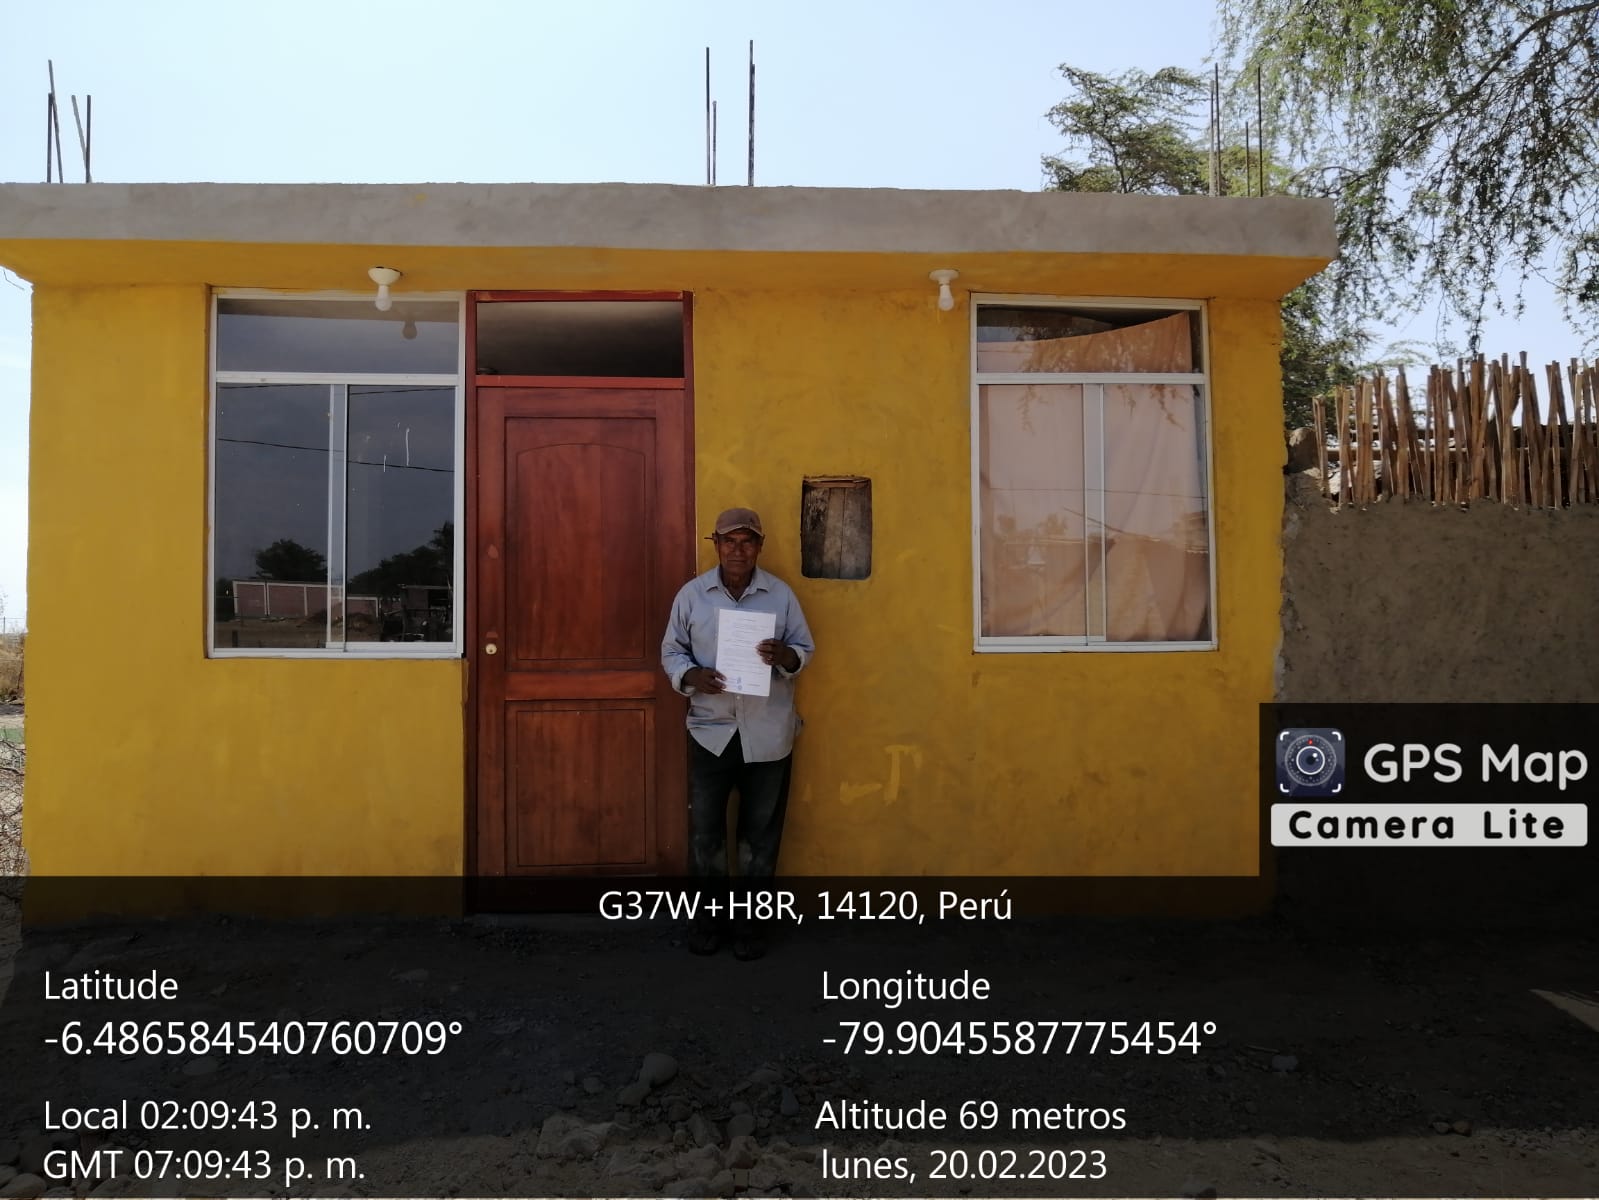 GPS Map
Camera Lite
G37W+H8R, 14120, Perú
Latitude
-6.486584540760709°
Longitude
-79.9045587775454°
Local 02:09:43 p. m.
GMT 07:09:43 p. m.
Altitude 69 metros
lunes, 20.02.2023